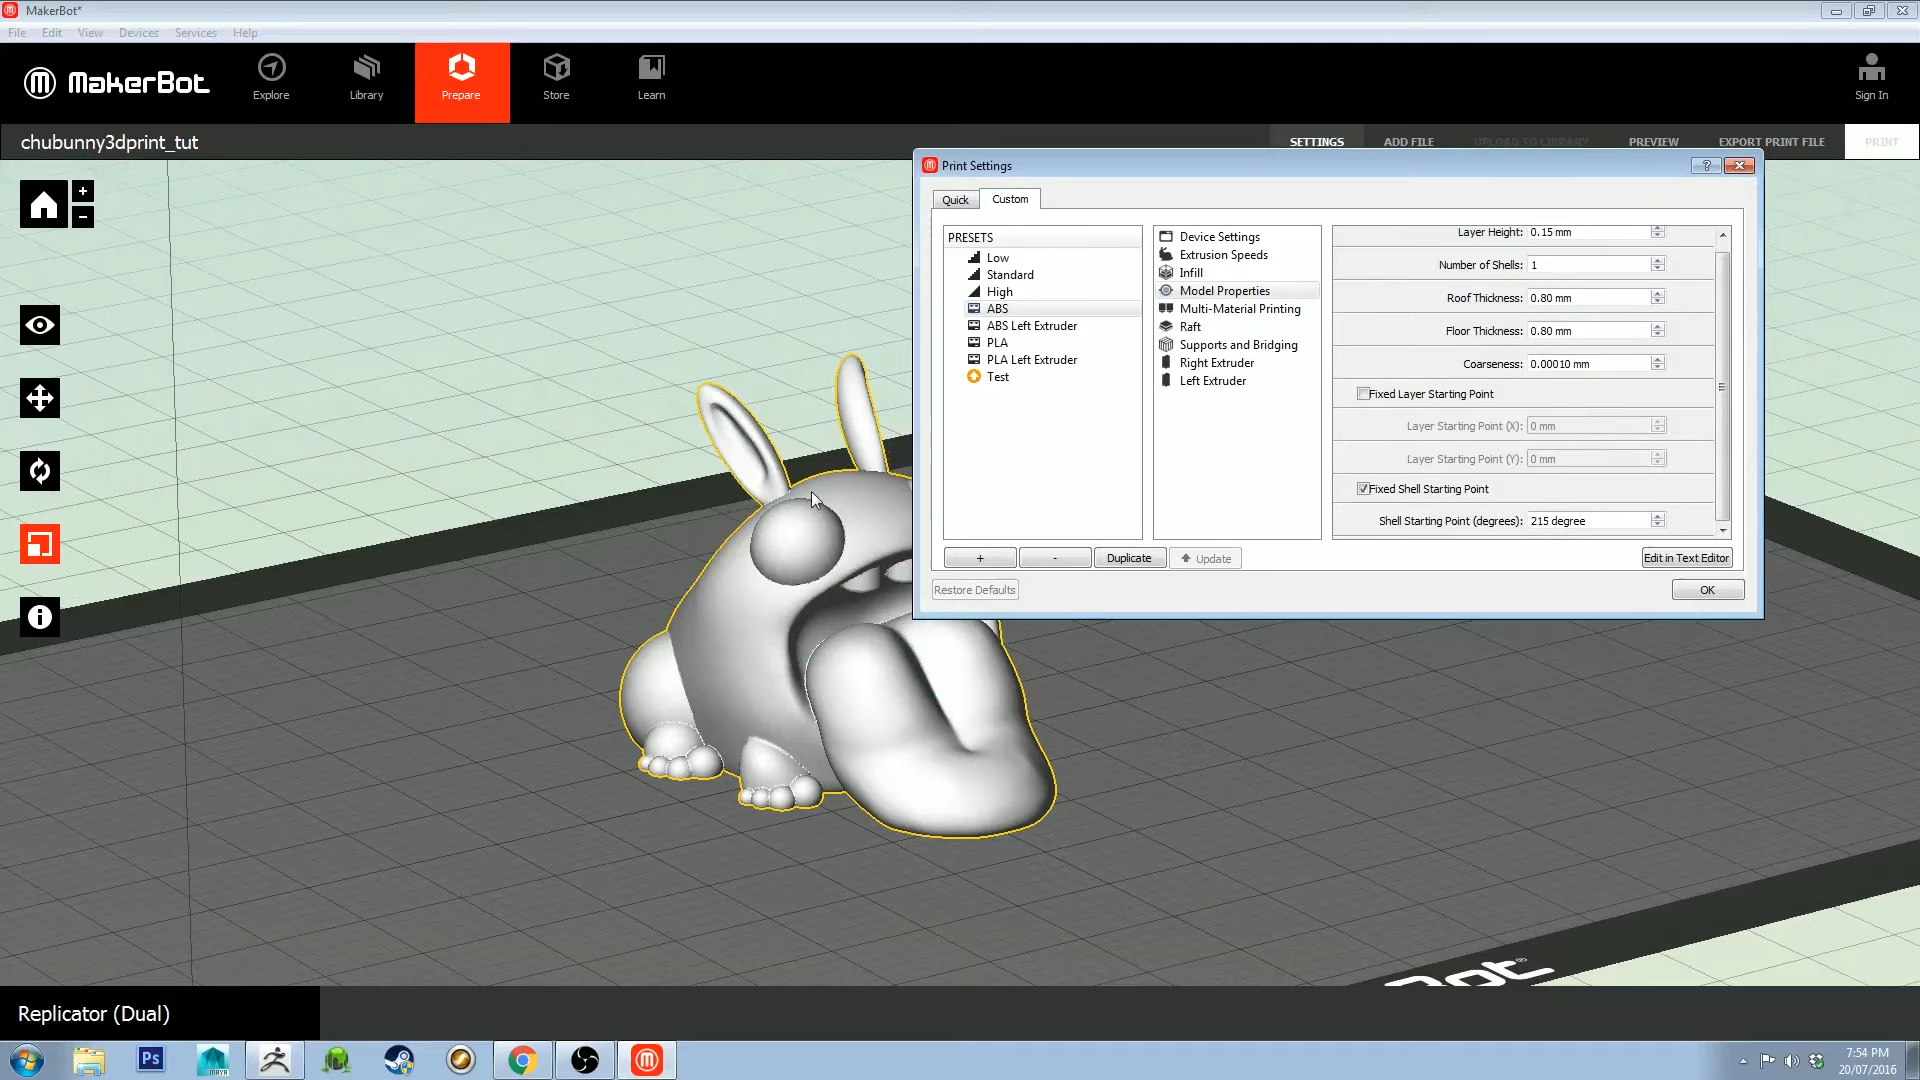 MakerBot*
File Edit View Devices Services Help
MakerBot
Explore Library Prepare Store Learn Sign In
chubunny3dprint_tut
SETTINGS ADD FILE UPLOAD TO LIBRARY PREVIEW EXPORT PRINT FILE PRINT
Print Settings
Quick Custom
PRESETS
Low
Standard
High
ABS
ABS Left Extruder
PLA
PLA Left Extruder
Test
Device Settings
Extrusion Speeds
Infill
Model Properties
Multi-Material Printing
Raft
Supports and Bridging
Right Extruder
Left Extruder
Layer Height: 0.15 mm
Number of Shells: 1
Roof Thickness: 0.80 mm
Floor Thickness: 0.80 mm
Coarseness: 0.00010 mm
Fixed Layer Starting Point
Layer Starting Point (X): 0 mm
Layer Starting Point (Y): 0 mm
Fixed Shell Starting Point
Shell Starting Point (degrees): 215 degree
+ - Duplicate Update Edit in Text Editor
Restore Defaults OK
Replicator (Dual)
Ps
MAYA
7:54 PM
20/07/2016